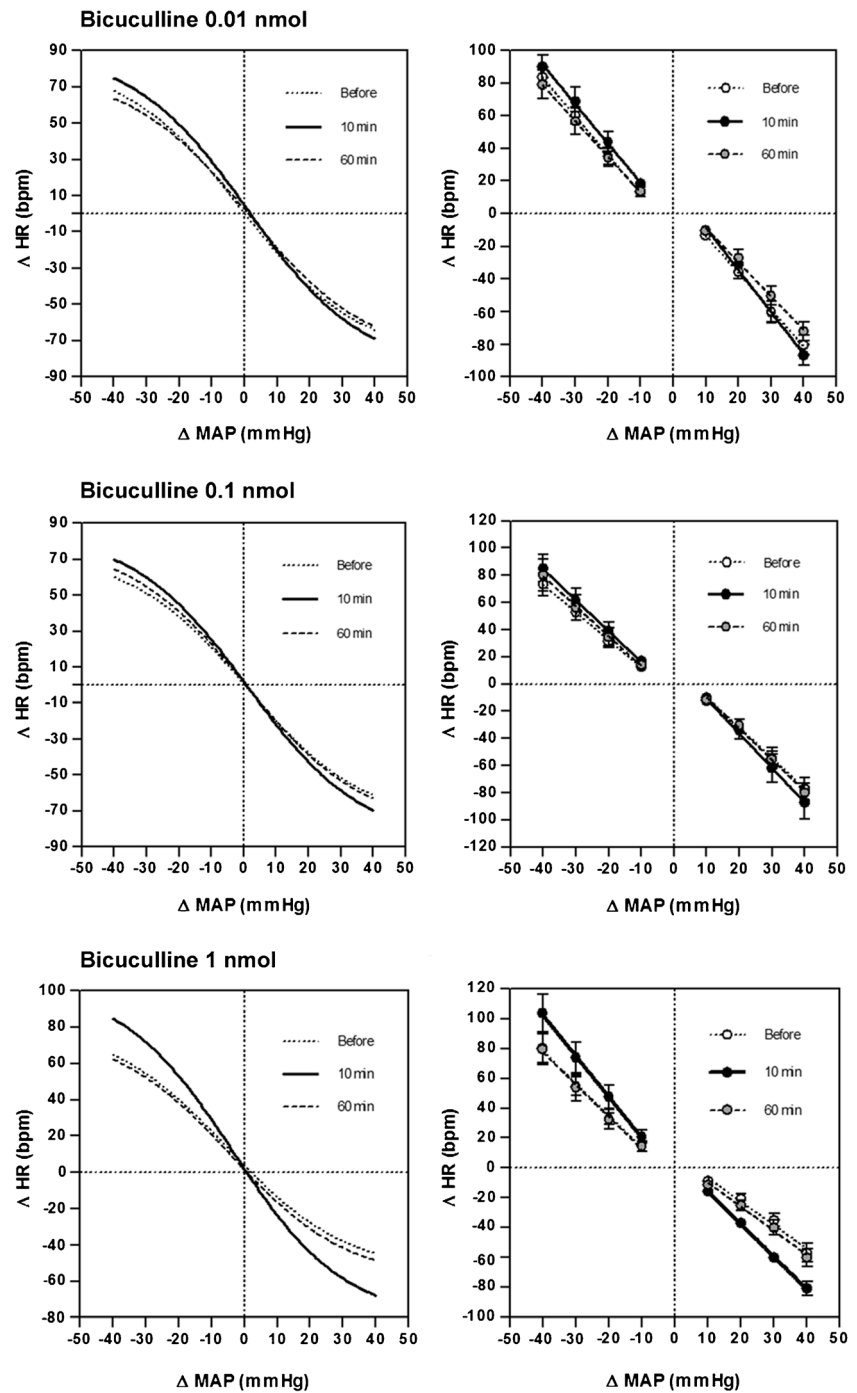 Bicuculline 0.01 nmol
90
70
50
30
10
-10
-30
-50
-70
-90
Λ HR (bpm)
Before
10 min
60 min
-50 -40 -30 -20 -10 0 10 20 30 40 50
Δ MAP (mmHg)
100
80
60
40
20
0
-20
-40
-60
-80
-100
Λ HR (bpm)
Before
10 min
60 min
-50 -40 -30 -20 -10 0 10 20 30 40 50
Δ MAP (mmHg)
Bicuculline 0.1 nmol
90
70
50
30
10
-10
-30
-50
-70
-90
Λ HR (bpm)
Before
10 min
60 min
-50 -40 -30 -20 -10 0 10 20 30 40 50
Δ MAP (mmHg)
120
100
80
60
40
20
0
-20
-40
-60
-80
-100
-120
Λ HR (bpm)
Before
10 min
60 min
-50 -40 -30 -20 -10 0 10 20 30 40 50
Δ MAP (mmHg)
Bicuculline 1 nmol
100
80
60
40
20
0
-20
-40
-60
-80
Λ HR (bpm)
Before
10 min
60 min
-50 -40 -30 -20 -10 0 10 20 30 40 50
Δ MAP (mmHg)
120
100
80
60
40
20
0
-20
-40
-60
-80
-100
Λ HR (bpm)
Before
10 min
60 min
-50 -40 -30 -20 -10 0 10 20 30 40 50
Δ MAP (mmHg)